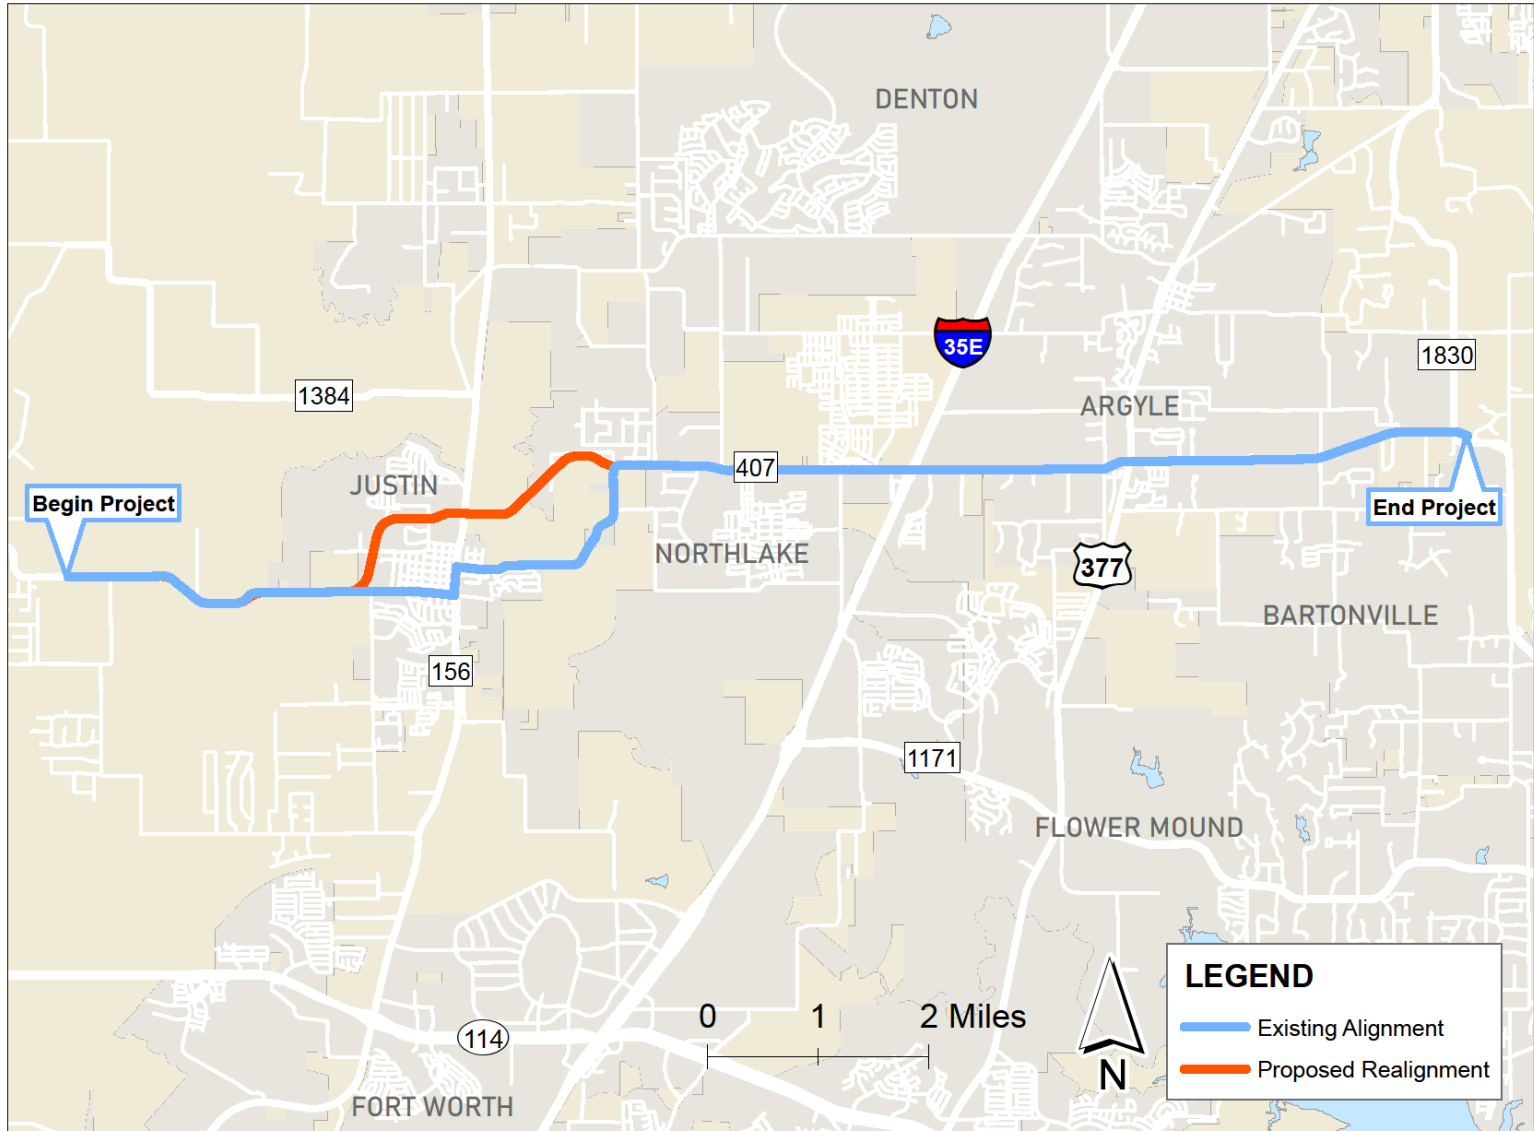 DENTON
35E
1830
1384
ARGYLE
407
JUSTIN
Begin Project
End Project
NORTHLAKE
377
BARTONVILLE
156
1171
FLOWER MOUND
LEGEND
0 1 2 Miles
Existing Alignment
114
Proposed Realignment
N
FORT WORTH